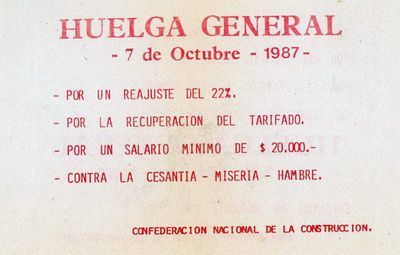 HUELGA GENERAL
- 7 de Octubre - 1987-
- POR UN REAJUSTE DEL 22%.
- POR LA RECUPERACION DEL TARIFADO.
- POR UN SALARIO MINIMO DE $ 20.000.-
- CONTRA LA CESANTIA - MISERIA - HAMBRE.
CONFEDERACION NACIONAL DE LA CONSTRUCCION.